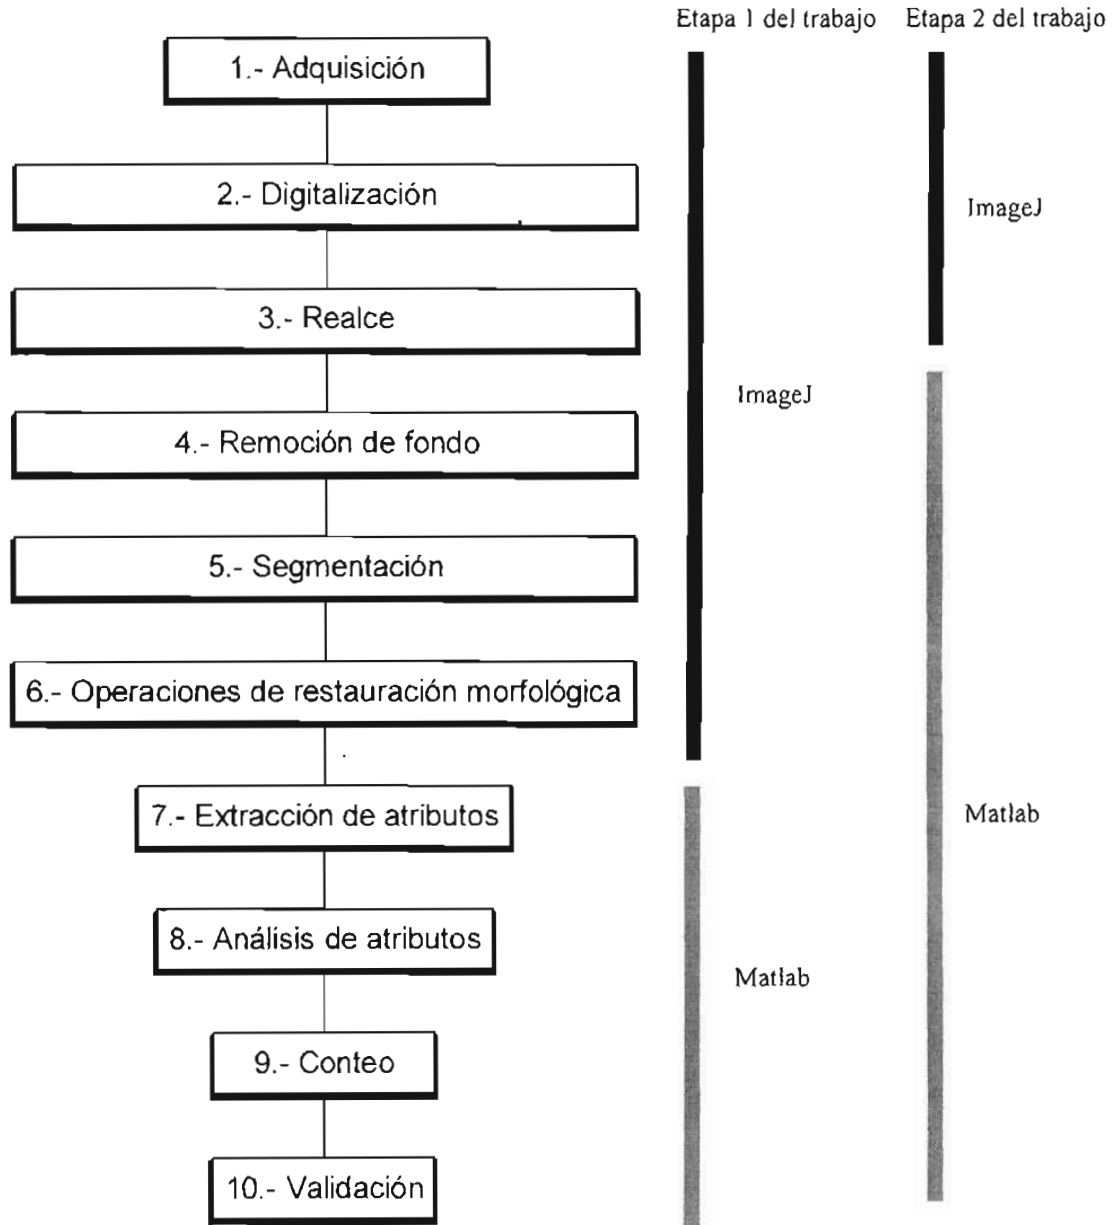 Etapa 1 del trabajo
Etapa 2 del trabajo
1.- Adquisición
2.- Digitalización
ImageJ
3.- Realce
ImageJ
4.- Remoción de fondo
5.- Segmentación
6.- Operaciones de restauración morfológica
7.- Extracción de atributos
Matlab
8.- Análisis de atributos
Matlab
9.- Conteo
10.- Validación